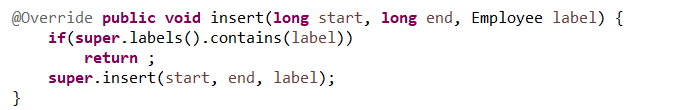 @Override public void insert(long start, long end, Employee label) {
    if(super.labels().contains(label))
        return ;
    super.insert(start, end, label);
}